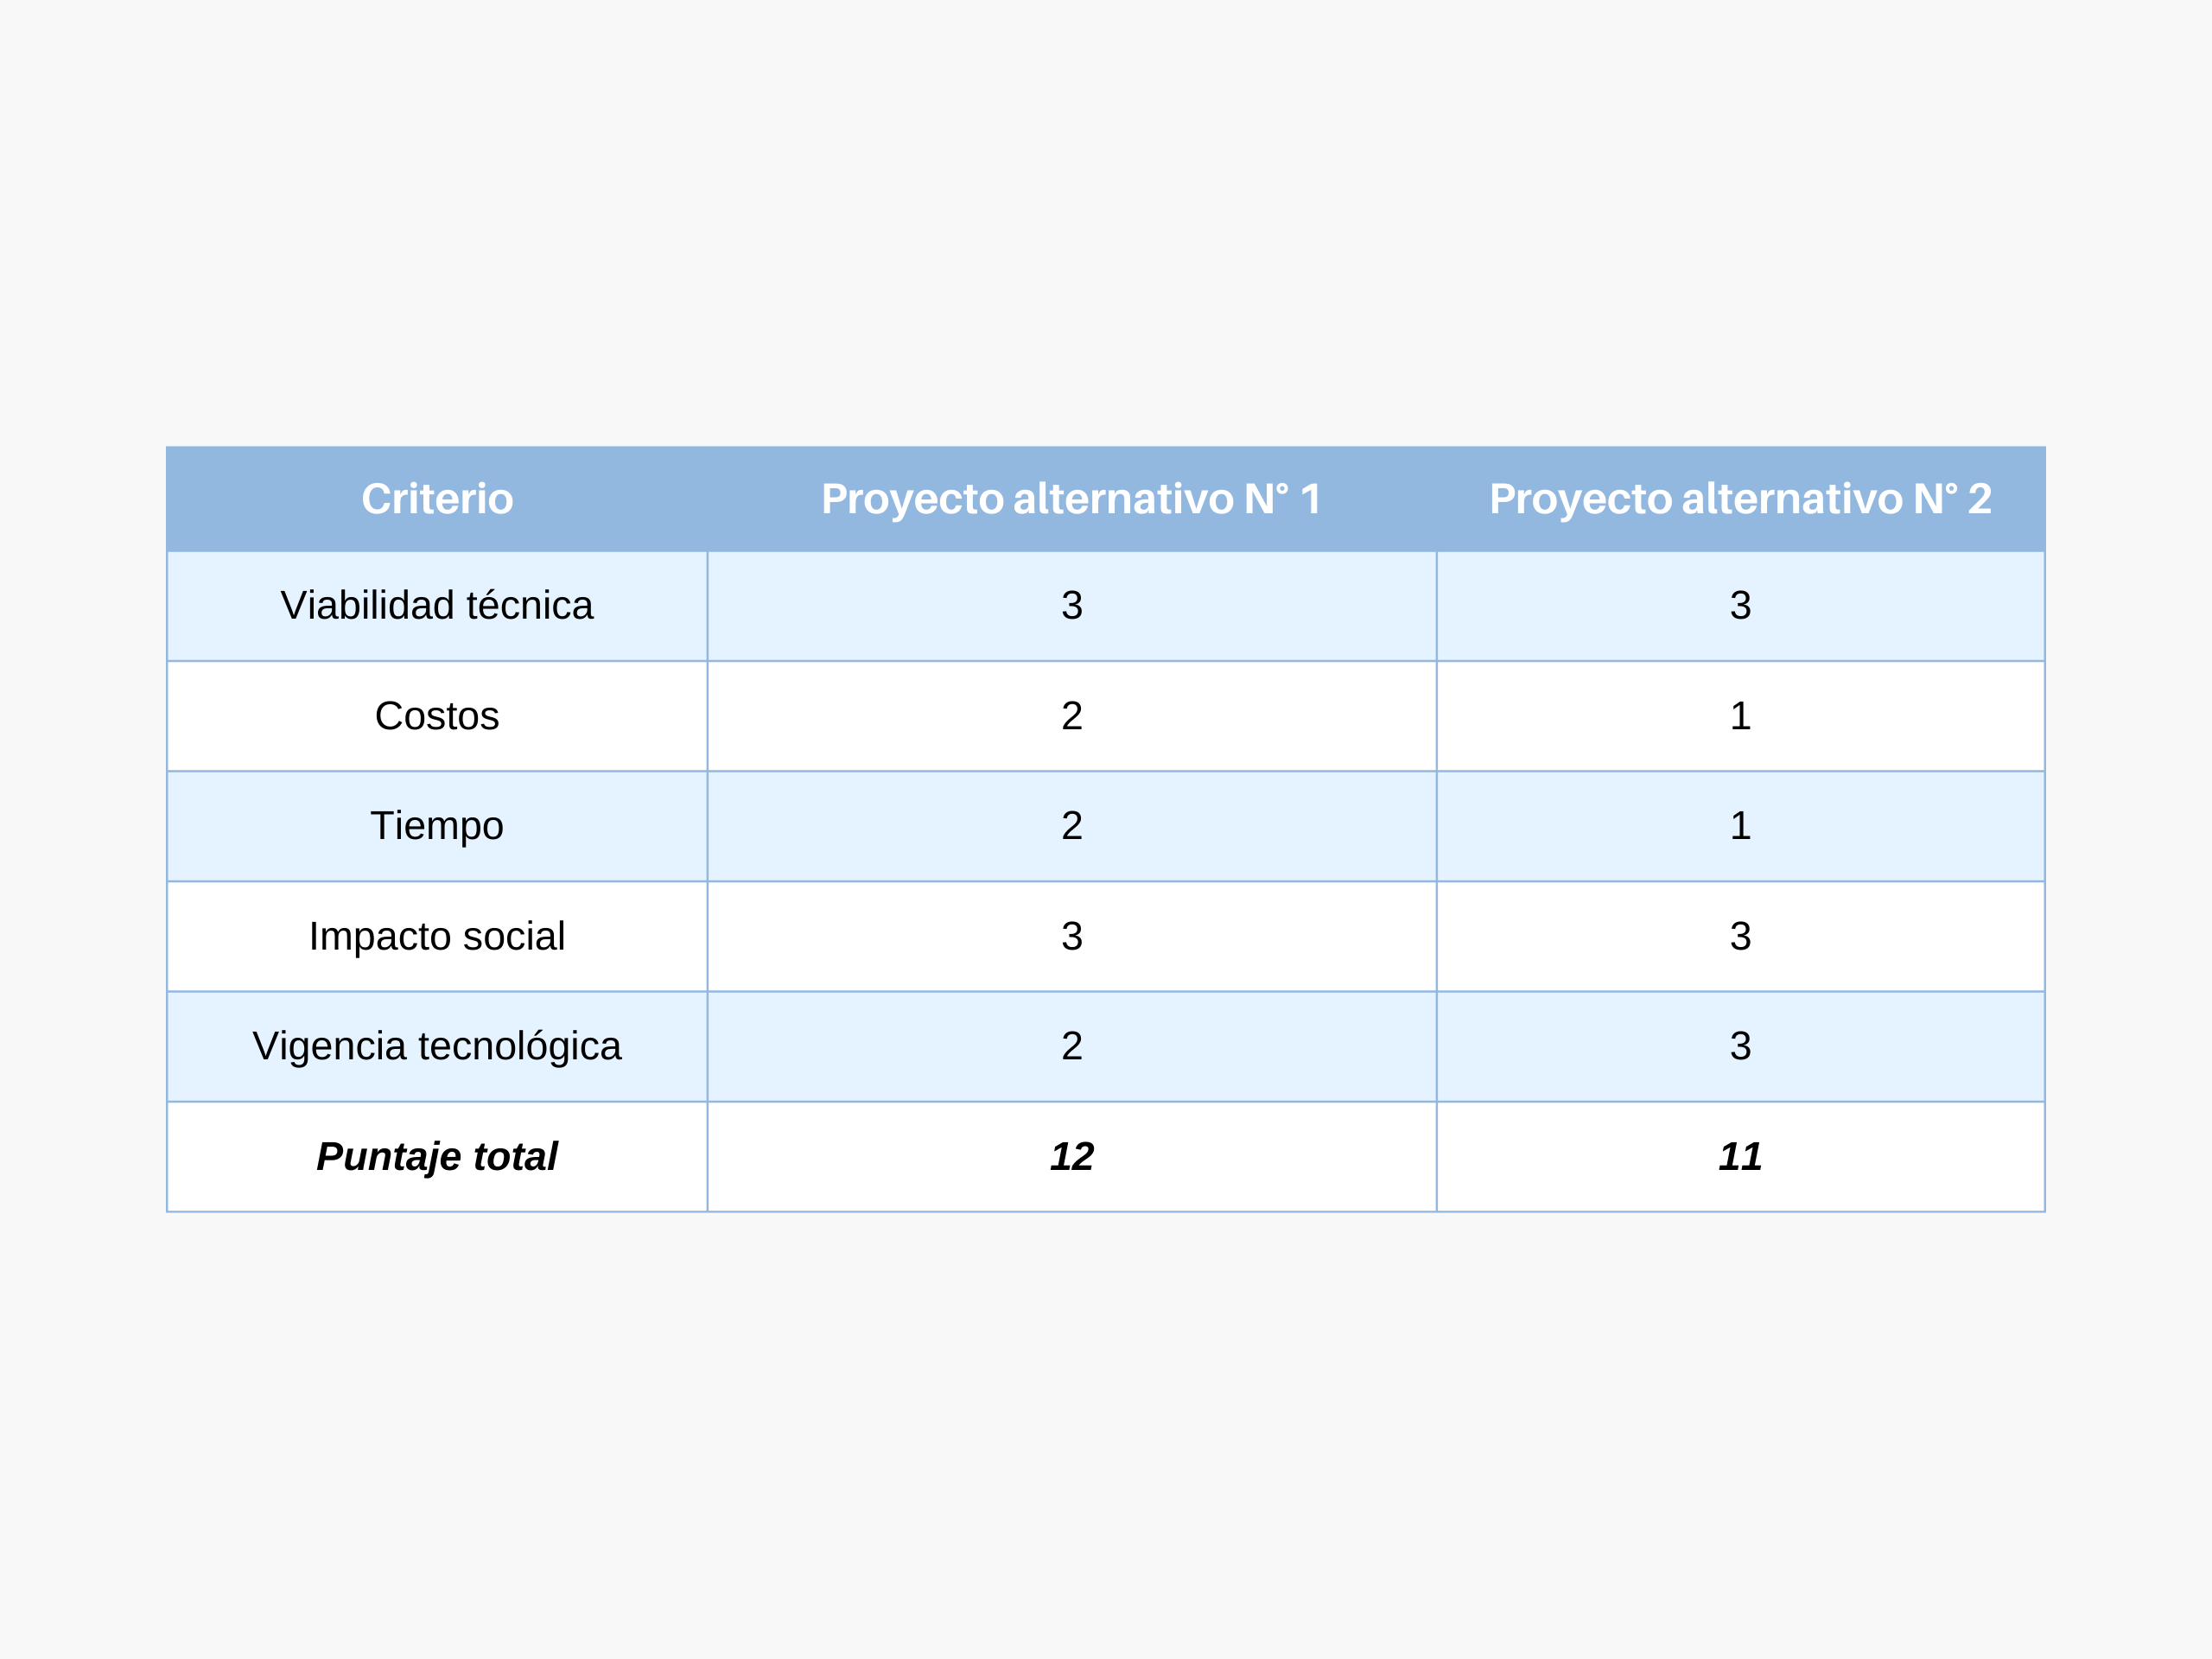 Criterio Proyecto alternativo N° 1 Proyecto alternativo N° 2
Viabilidad técnica 3 3
Costos 2 1
Tiempo 2 1
Impacto social 3 3
Vigencia tecnológica 2 3
Puntaje total 12 11